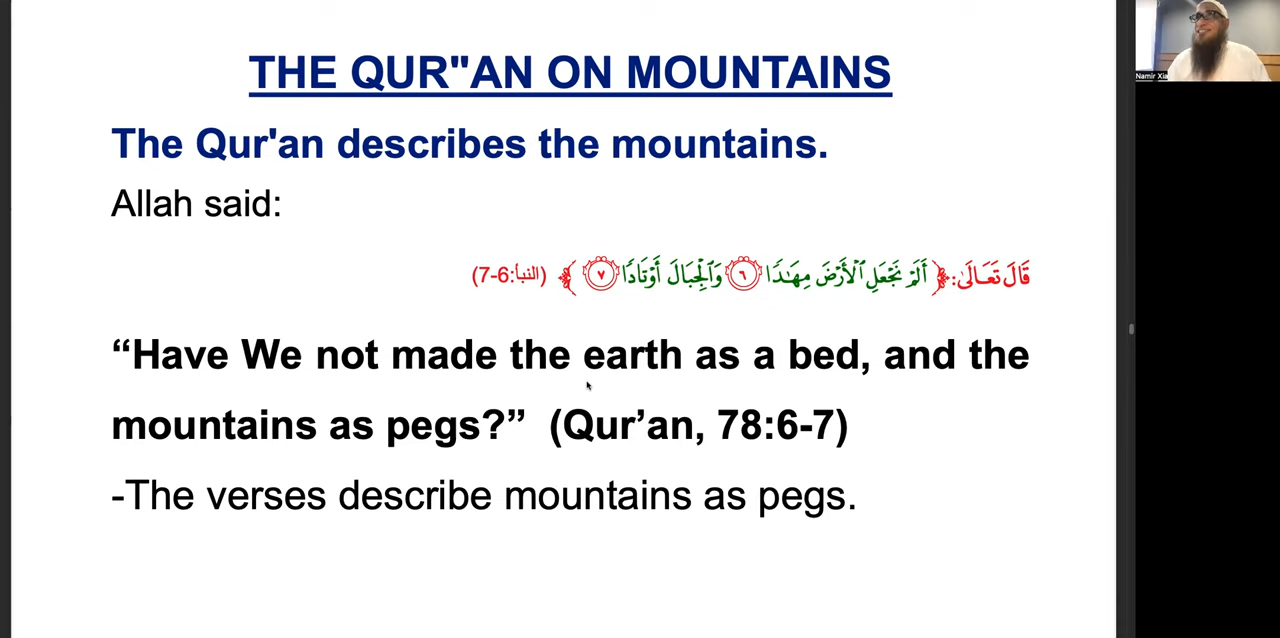 THE QUR"AN ON MOUNTAINS
The Qur'an describes the mountains.
Allah said:
قَالَ تَعَالَىٰ: ﴿أَلَمْ نَجْعَلِ ٱلْأَرْضَ مِهَٰدًا ٦ وَٱلْجِبَالَ أَوْتَادًا ٧﴾ (النبأ:6-7)
“Have We not made the earth as a bed, and the
mountains as pegs?” (Qur’an, 78:6-7)
-The verses describe mountains as pegs.
Namir Xia